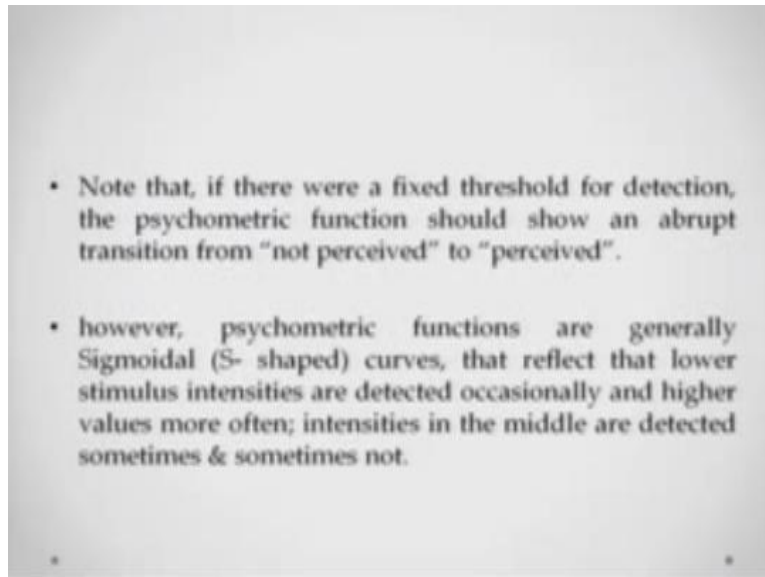 • Note that, if there were a fixed threshold for detection,
the psychometric function should show an abrupt
transition from "not perceived" to "perceived".
• however, psychometric functions are generally
Sigmoidal (S- shaped) curves, that reflect that lower
stimulus intensities are detected occasionally and higher
values more often; intensities in the middle are detected
sometimes & sometimes not.